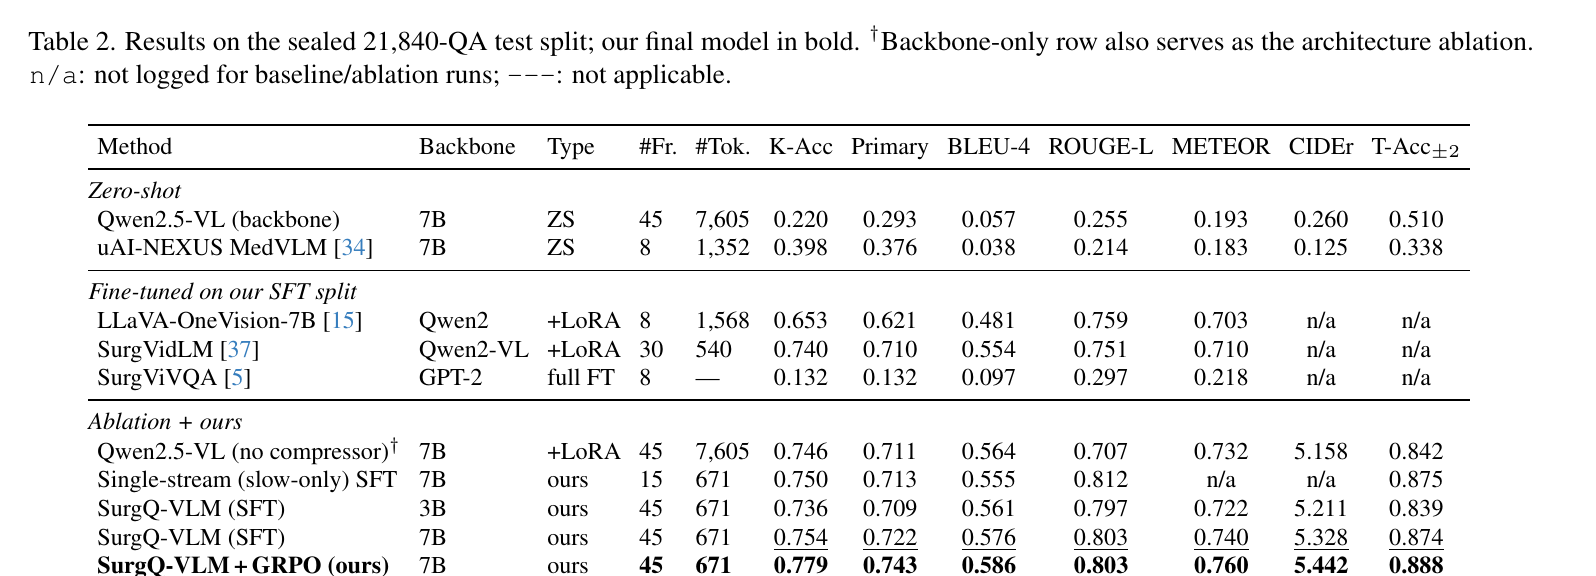 Table 2. Results on the sealed 21,840-QA test split; our final model in bold. †Backbone-only row also serves as the architecture ablation.
n/a: not logged for baseline/ablation runs; ---: not applicable.
Method Backbone Type #Fr. #Tok. K-Acc Primary BLEU-4 ROUGE-L METEOR CIDEr T-Acc±2
Zero-shot
Qwen2.5-VL (backbone) 7B ZS 45 7,605 0.220 0.293 0.057 0.255 0.193 0.260 0.510
uAI-NEXUS MedVLM [34] 7B ZS 8 1,352 0.398 0.376 0.038 0.214 0.183 0.125 0.338
Fine-tuned on our SFT split
LLaVA-OneVision-7B [15] Qwen2 +LoRA 8 1,568 0.653 0.621 0.481 0.759 0.703 n/a n/a
SurgVidLM [37] Qwen2-VL +LoRA 30 540 0.740 0.710 0.554 0.751 0.710 n/a n/a
SurgViVQA [5] GPT-2 full FT 8 — 0.132 0.132 0.097 0.297 0.218 n/a n/a
Ablation + ours
Qwen2.5-VL (no compressor)† 7B +LoRA 45 7,605 0.746 0.711 0.564 0.707 0.732 5.158 0.842
Single-stream (slow-only) SFT 7B ours 15 671 0.750 0.713 0.555 0.812 n/a n/a 0.875
SurgQ-VLM (SFT) 3B ours 45 671 0.736 0.709 0.561 0.797 0.722 5.211 0.839
SurgQ-VLM (SFT) 7B ours 45 671 0.754 0.722 0.576 0.803 0.740 5.328 0.874
SurgQ-VLM + GRPO (ours) 7B ours 45 671 0.779 0.743 0.586 0.803 0.760 5.442 0.888